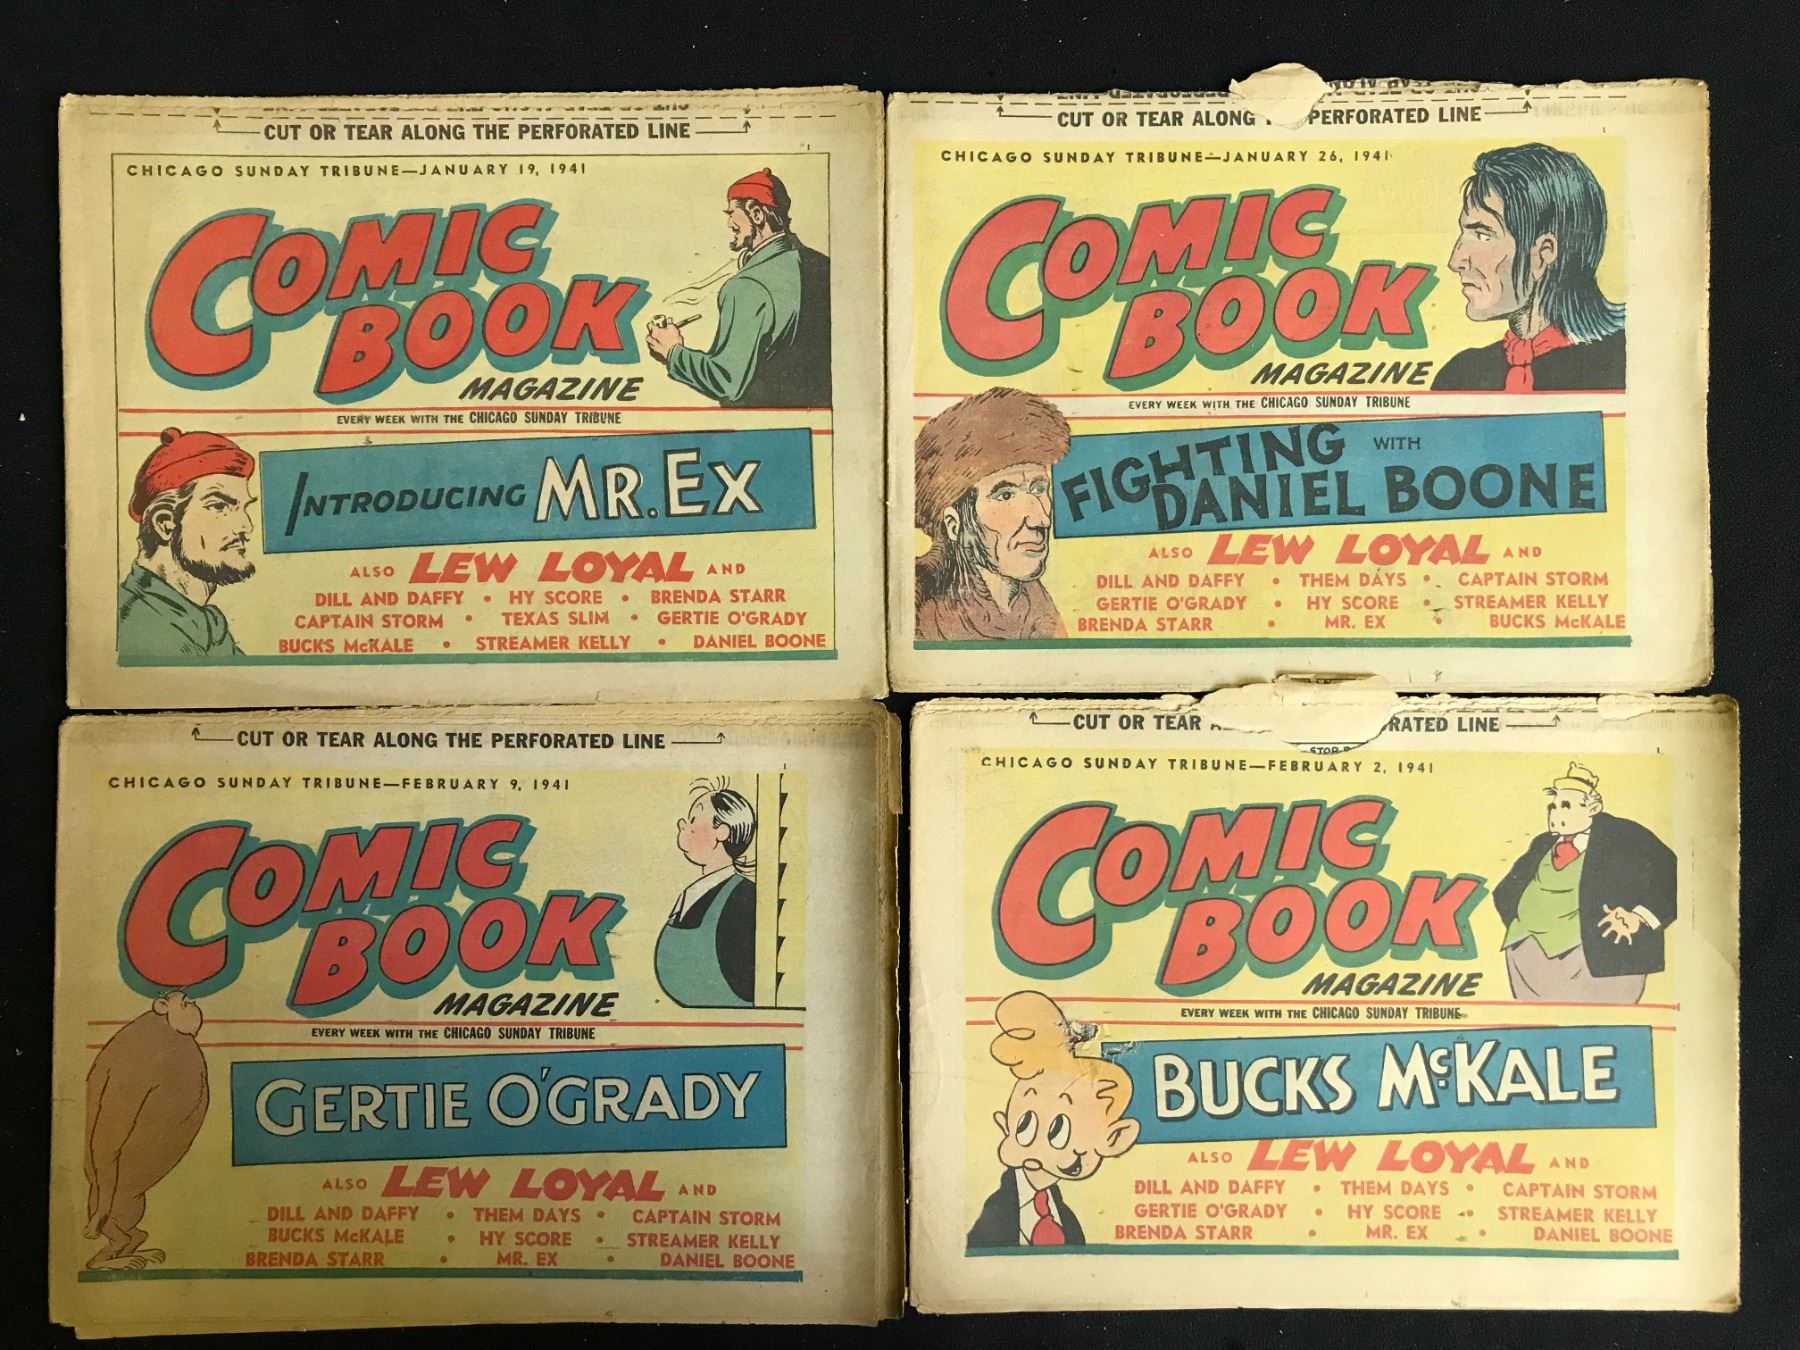 CUT OR TEAR ALONG THE PERFORATED LINE
CHICAGO SUNDAY TRIBUNE—JANUARY 19, 1941
COMIC
BOOK
MAGAZINE
EVERY WEEK WITH THE CHICAGO SUNDAY TRIBUNE
INTRODUCING MR. EX
ALSO LEW LOYAL AND
DILL AND DAFFY • HY SCORE • BRENDA STARR
CAPTAIN STORM • TEXAS SLIM • GERTIE O'GRADY
BUCKS McKALE • STREAMER KELLY • DANIEL BOONE
CUT OR TEAR ALONG PERFORATED LINE
CHICAGO SUNDAY TRIBUNE—JANUARY 26, 1941
COMIC
BOOK
MAGAZINE
EVERY WEEK WITH THE CHICAGO SUNDAY TRIBUNE
FIGHTING WITH
DANIEL BOONE
ALSO LEW LOYAL AND
DILL AND DAFFY • THEM DAYS • CAPTAIN STORM
GERTIE O'GRADY • HY SCORE • STREAMER KELLY
BRENDA STARR • MR. EX • BUCKS McKALE
CUT OR TEAR ALONG THE PERFORATED LINE
CHICAGO SUNDAY TRIBUNE—FEBRUARY 9, 1941
COMIC
BOOK
MAGAZINE
EVERY WEEK WITH THE CHICAGO SUNDAY TRIBUNE
GERTIE O'GRADY
ALSO LEW LOYAL AND
DILL AND DAFFY • THEM DAYS • CAPTAIN STORM
BUCKS McKALE • HY SCORE • STREAMER KELLY
BRENDA STARR • MR. EX • DANIEL BOONE
CUT OR TEAR A RATED LINE
CHICAGO SUNDAY TRIBUNE—FEBRUARY 2, 1941
COMIC
BOOK
MAGAZINE
EVERY WEEK WITH THE CHICAGO SUNDAY TRIBUNE
BUCKS McKALE
ALSO LEW LOYAL AND
DILL AND DAFFY • THEM DAYS • CAPTAIN STORM
GERTIE O'GRADY • HY SCORE • STREAMER KELLY
BRENDA STARR • MR. EX • DANIEL BOONE